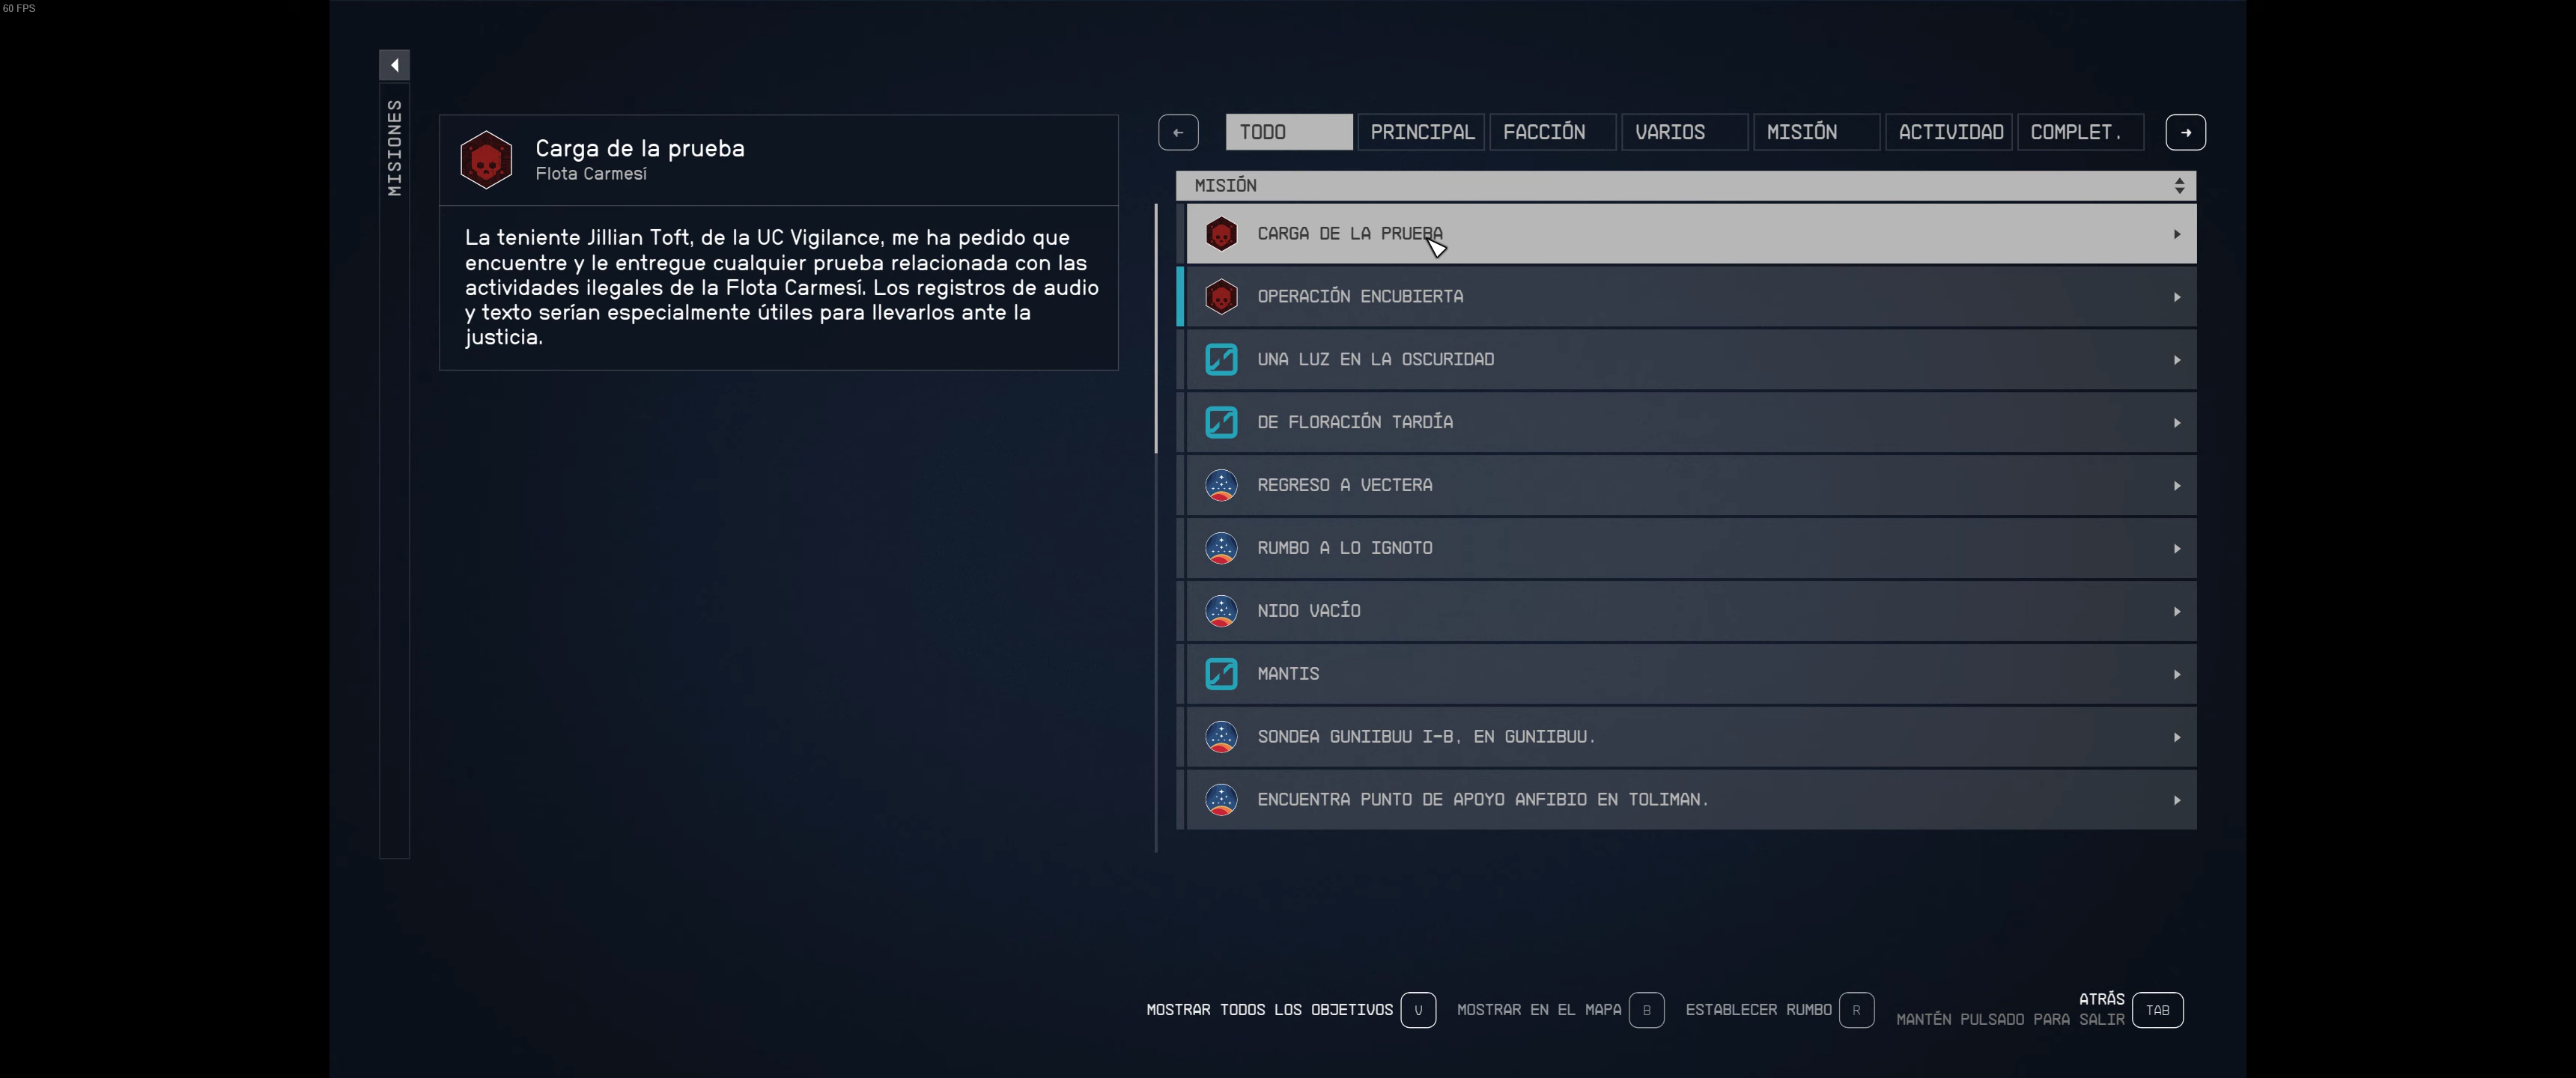 60 FPS
MISIONES
Carga de la prueba
Flota Carmesí
La teniente Jillian Toft, de la UC Vigilance, me ha pedido que
encuentre y le entregue cualquier prueba relacionada con las
actividades ilegales de la Flota Carmesí. Los registros de audio
y texto serían especialmente útiles para llevarlos ante la
justicia.
TODO PRINCIPAL FACCIÓN VARIOS MISIÓN ACTIVIDAD COMPLET.
MISIÓN
CARGA DE LA PRUEBA
OPERACIÓN ENCUBIERTA
UNA LUZ EN LA OSCURIDAD
DE FLORACIÓN TARDÍA
REGRESO A VECTERA
RUMBO A LO IGNOTO
NIDO VACÍO
MANTIS
SONDEA GUNIIBUU I-B, EN GUNIIBUU.
ENCUENTRA PUNTO DE APOYO ANFIBIO EN TOLIMAN.
MOSTRAR TODOS LOS OBJETIVOS V MOSTRAR EN EL MAPA B ESTABLECER RUMBO R ATRÁS TAB
MANTÉN PULSADO PARA SALIR